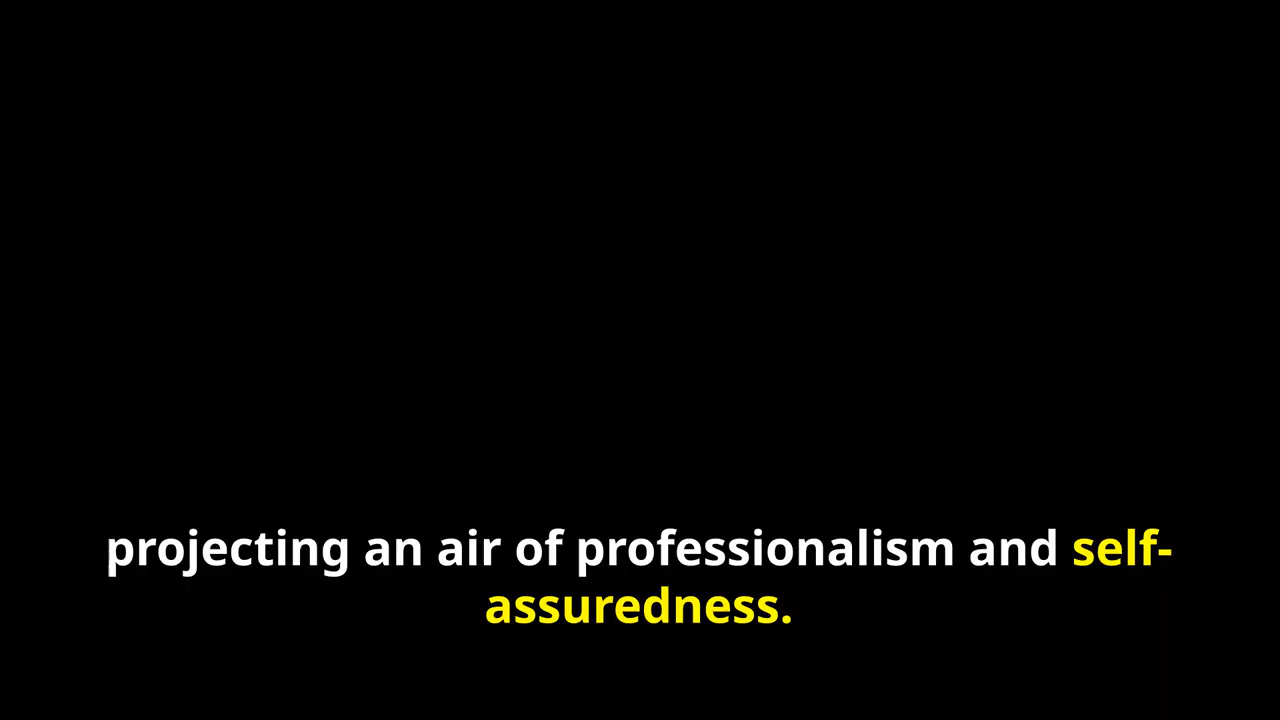 projecting an air of professionalism and self-
assuredness.